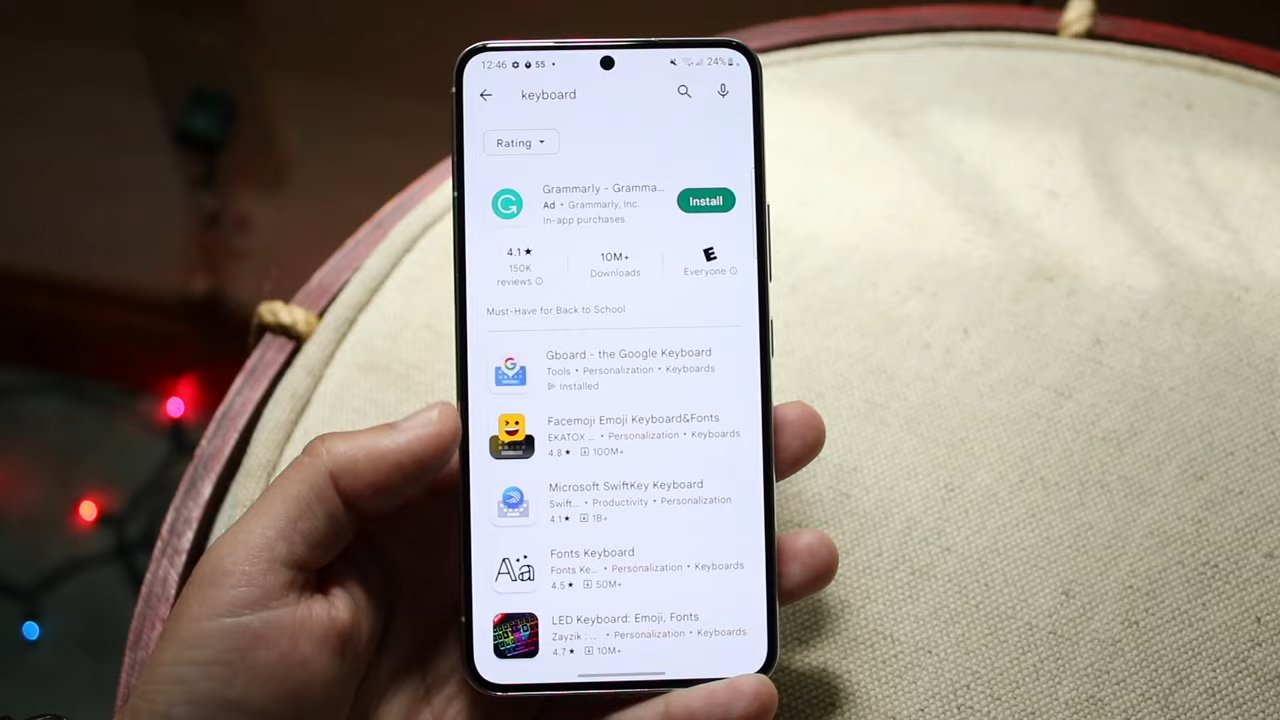 12:46 55
24%
keyboard
Rating
Grammarly - Gramma...
Ad • Grammarly, Inc.
In-app purchases
Install
4.1★
150K
reviews
10M+
Downloads
E
Everyone
Must-Have for Back to School
Gboard - the Google Keyboard
Tools • Personalization • Keyboards
Installed
Facemoji Emoji Keyboard&Fonts
EKATOX ... • Personalization • Keyboards
4.8★ 100M+
Microsoft SwiftKey Keyboard
Swift... • Productivity • Personalization
4.1★ 1B+
Aa
Fonts Keyboard
Fonts Ke... • Personalization • Keyboards
4.5★ 50M+
LED Keyboard: Emoji, Fonts
Zayzik : ... • Personalization • Keyboards
4.7★ 10M+